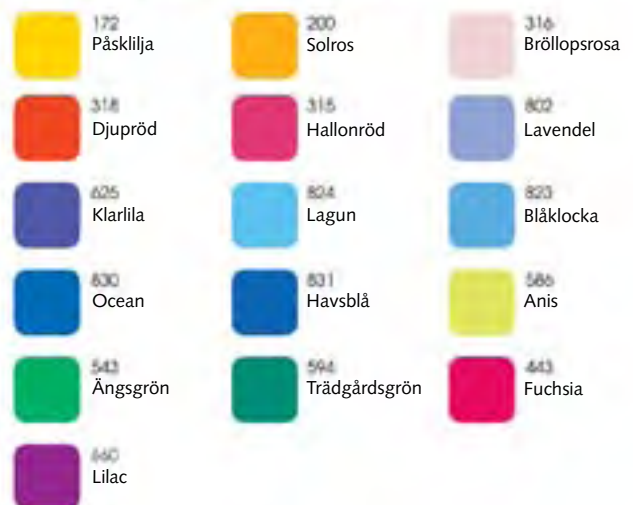 172
Påsklilja
200
Solros
316
Bröllopsrosa
318
Djupröd
315
Hallonröd
802
Lavendel
625
Klarlila
824
Lagun
823
Blåklocka
830
Ocean
831
Havsblå
586
Anis
543
Ängsgrön
594
Trädgårdsgrön
443
Fuchsia
660
Lilac